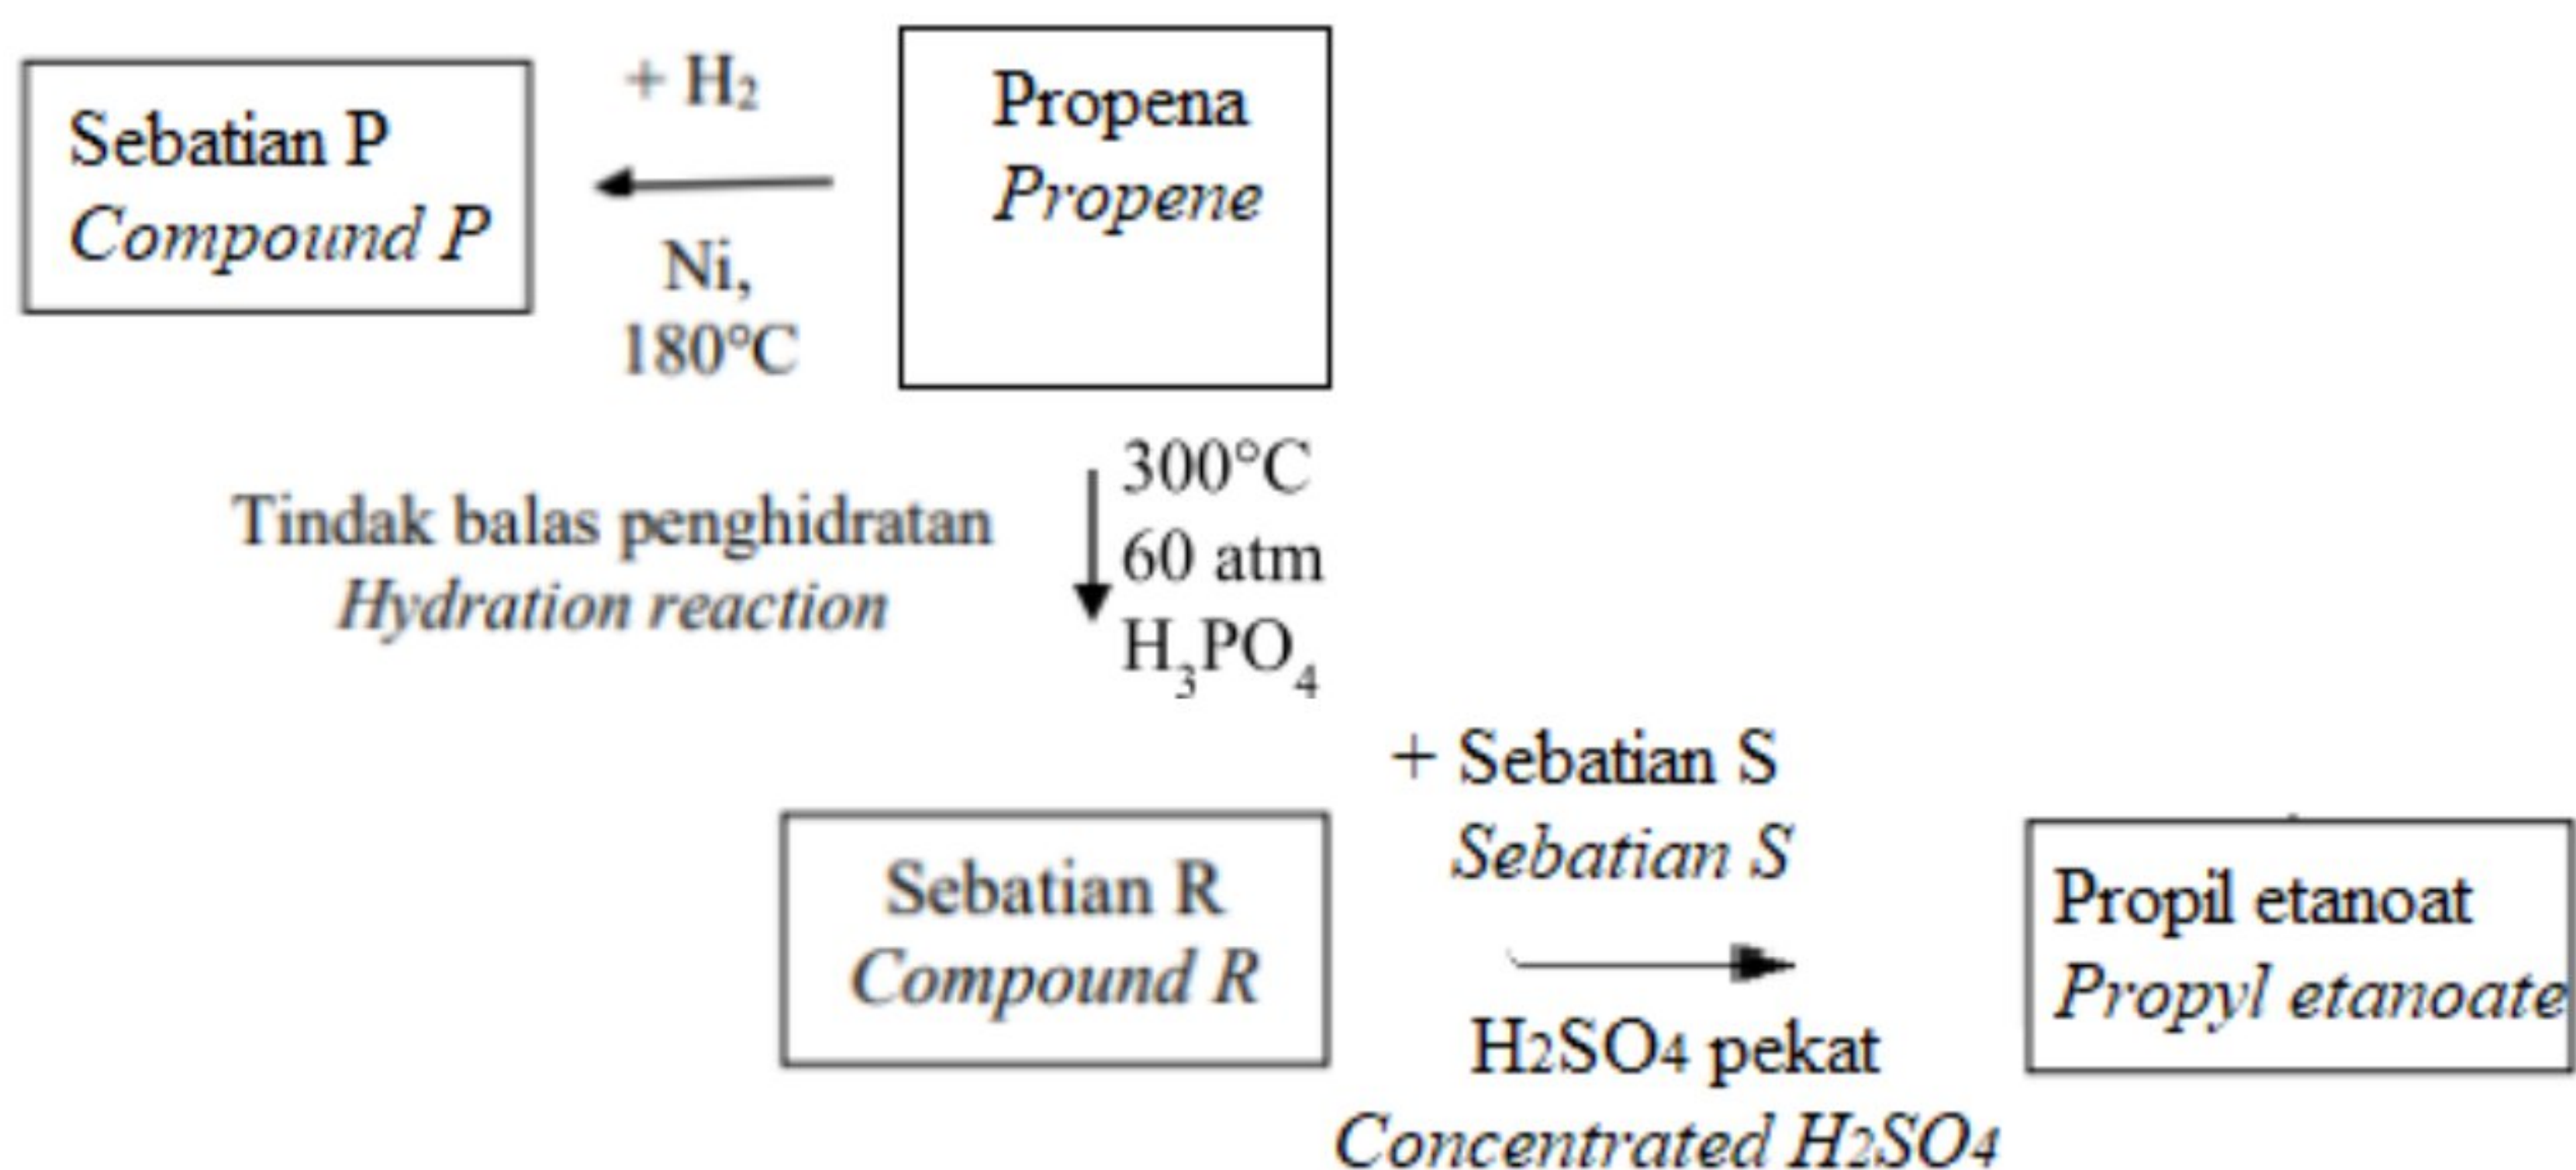 Sebatian P
Compound P
+ H₂
Ni,
180°C
Propena
Propene
Tindak balas penghidratan
Hydration reaction
300°C
60 atm
H₃PO₄
Sebatian R
Compound R
+ Sebatian S
Sebatian S
H2SO4 pekat
Concentrated H2SO4
Propil etanoat
Propyl etanoate